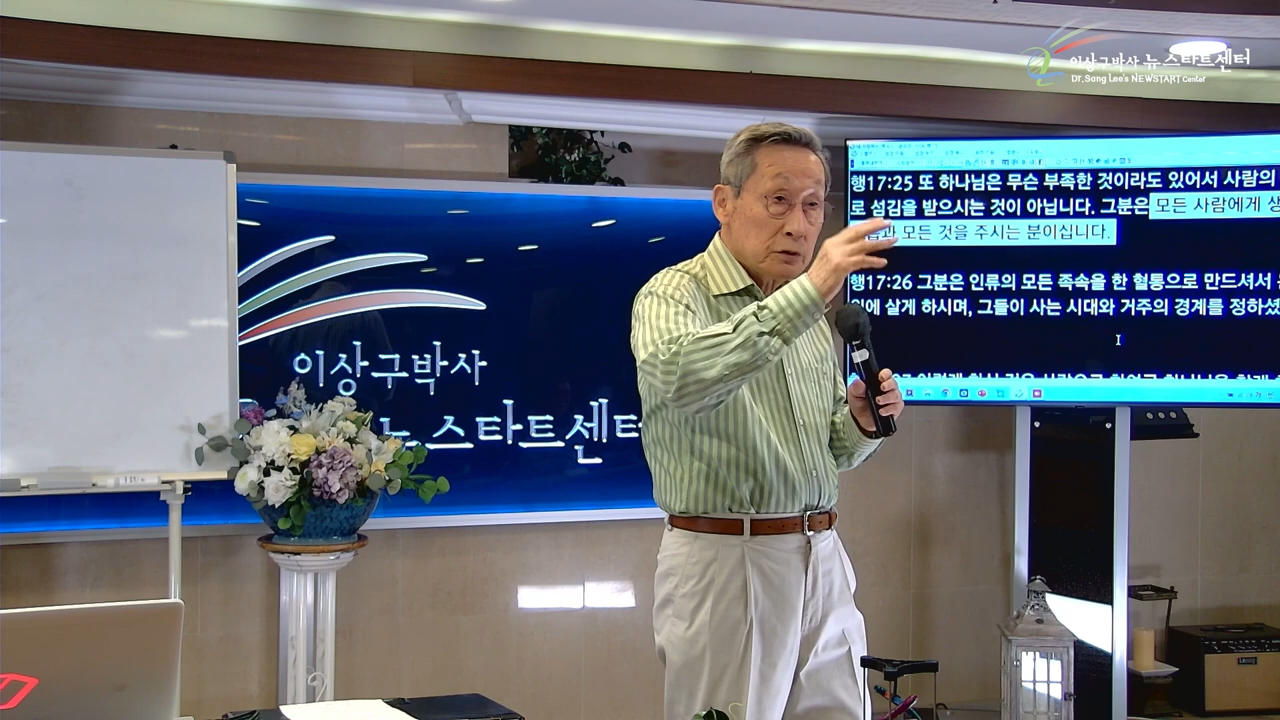 이상구박사 뉴스타트센터
Dr. Sang Lee's NEWSTART Center
행17:25 또 하나님은 무슨 부족한 것이라도 있어서 사람의
로 섬김을 받으시는 것이 아닙니다. 그분은 모든 사람에게 생
모든 것을 주시는 분이십니다.
행17:26 그분은 인류의 모든 족속을 한 혈통으로 만드셔서
살게 하시며, 그들이 사는 시대와 거주의 경계를 정하셨
이상구박사
뉴스타트센터